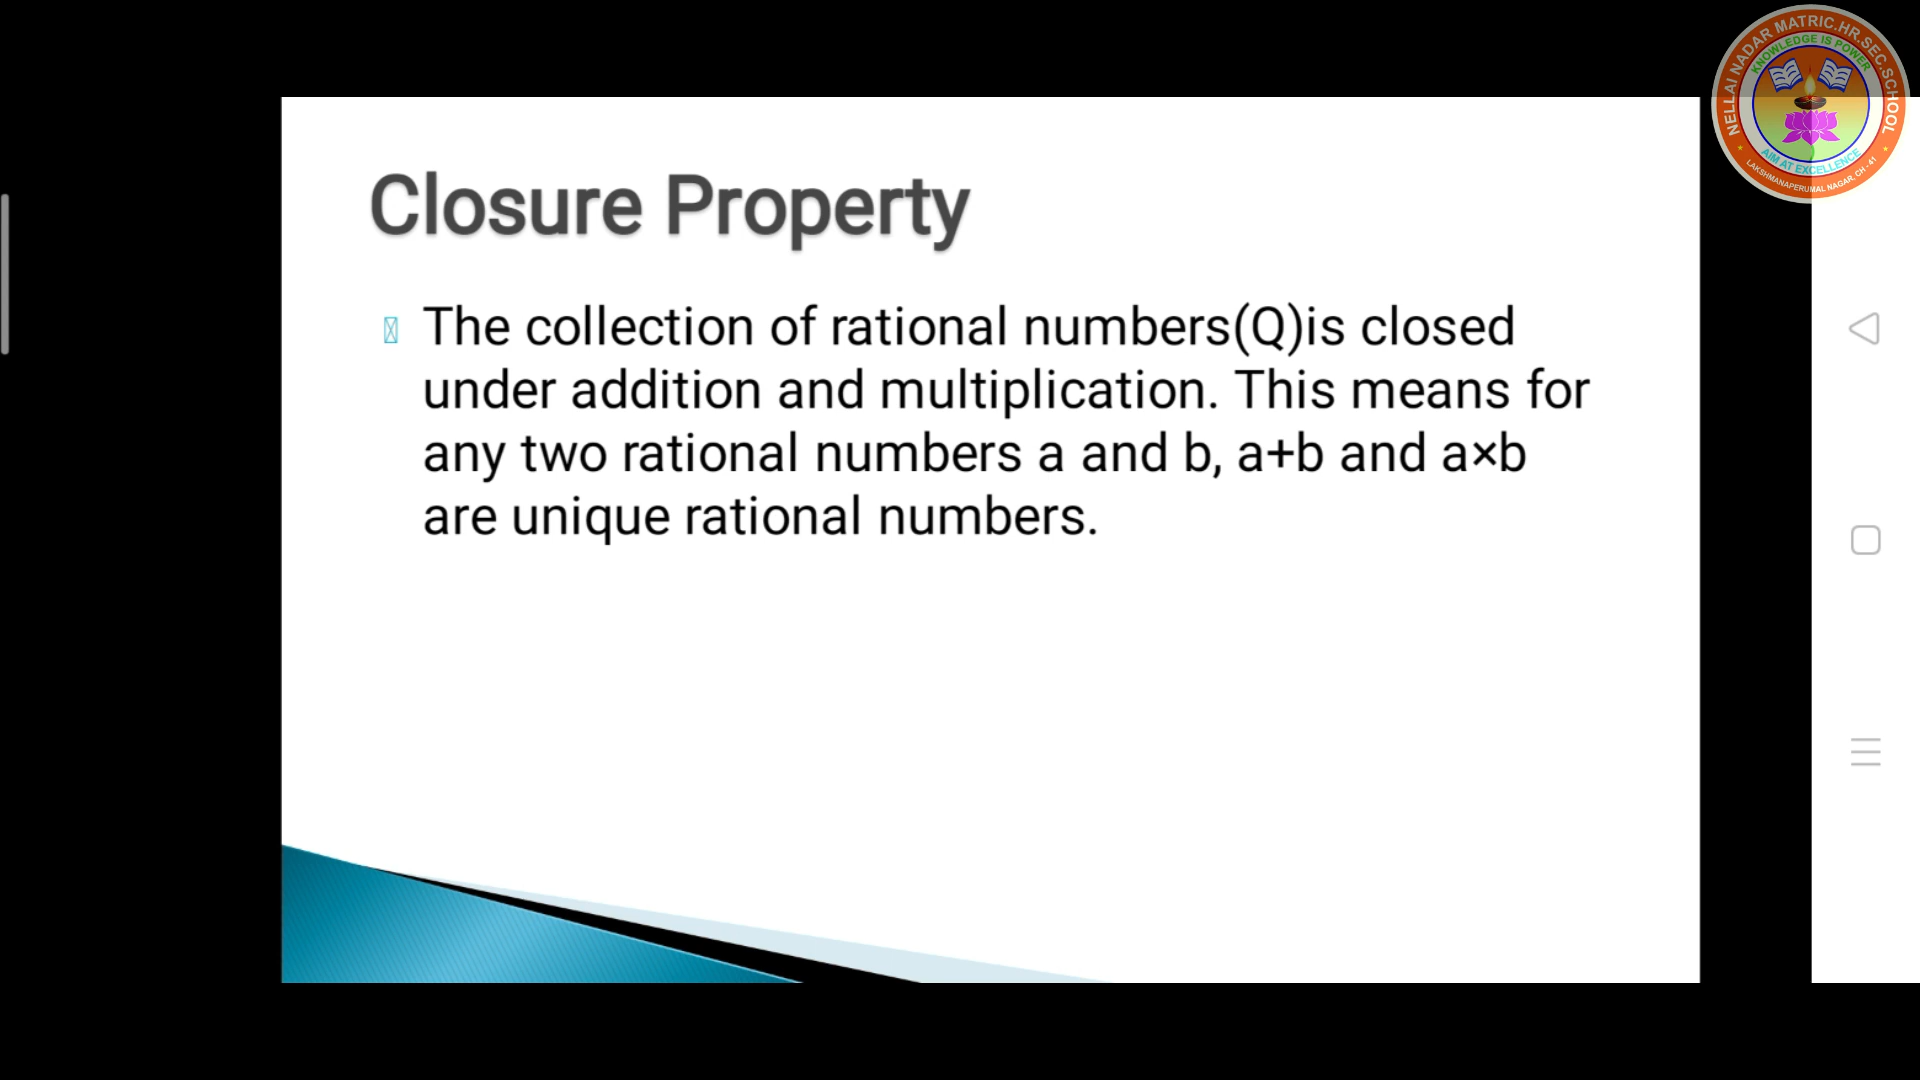 NELLAI NADAR MATRIC.HR.SEC.SCHOOL
KNOWLEDGE IS POWER
AIM AT EXCELLENCE
LAKSHMANAPERUMAL NAGAR, CH - 41
Closure Property
The collection of rational numbers(Q)is closed
under addition and multiplication. This means for
any two rational numbers a and b, a+b and a×b
are unique rational numbers.